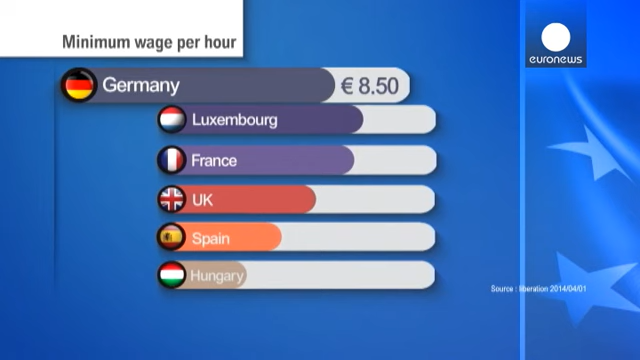 Minimum wage per hour
euronews
Germany € 8.50
Luxembourg
France
UK
Spain
Hungary
Source : liberation 2014/04/01